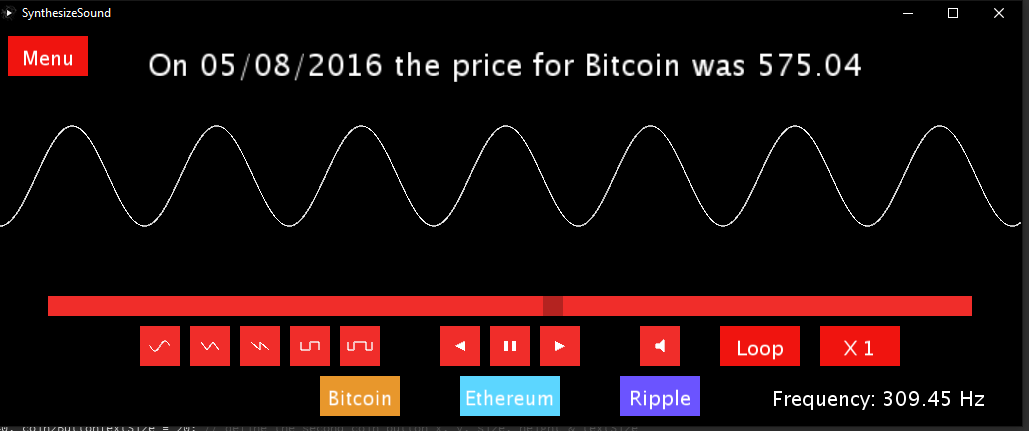 SynthesizeSound
Menu
On 05/08/2016 the price for Bitcoin was 575.04
Loop
X 1
Bitcoin
Ethereum
Ripple
Frequency: 309.45 Hz